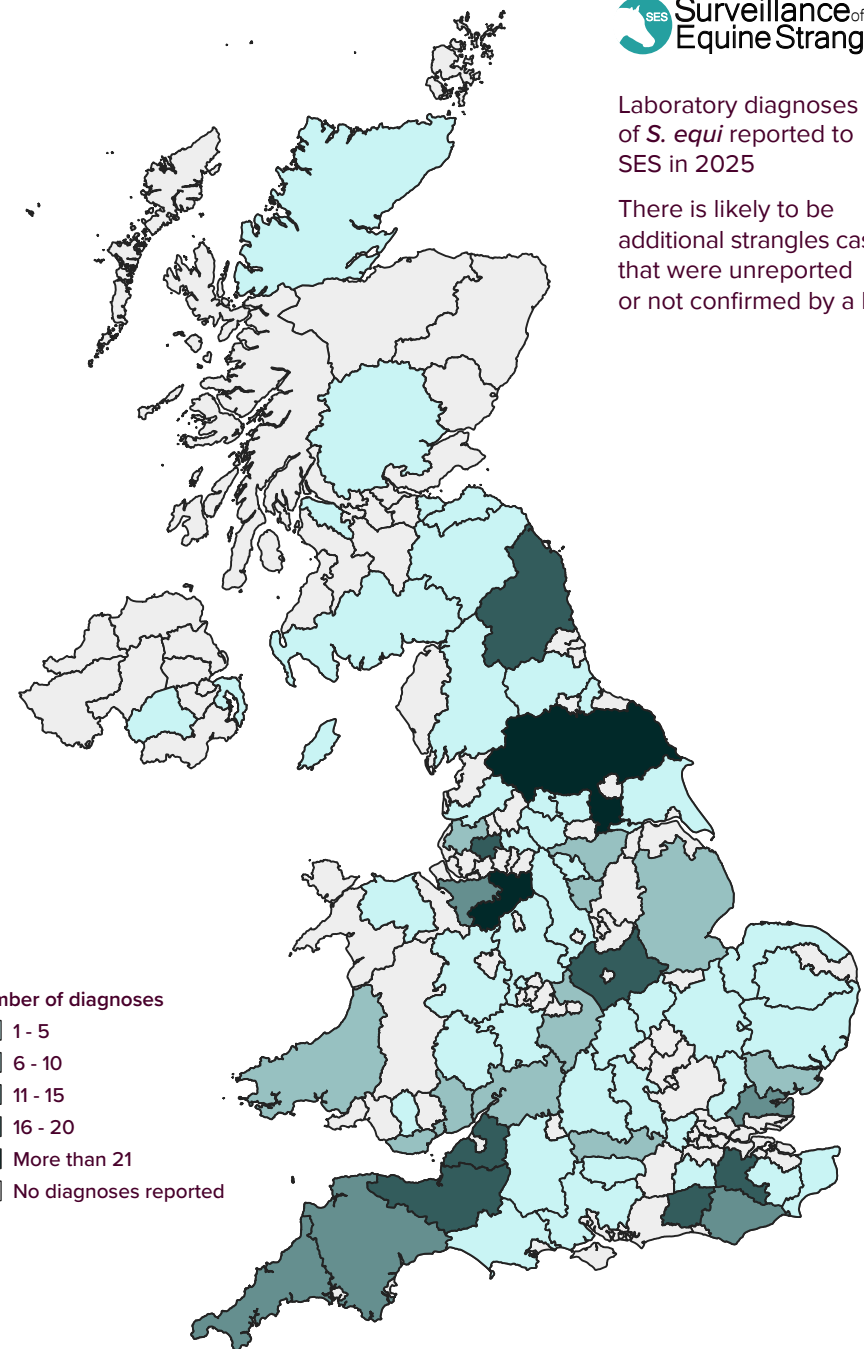 SES
Surveillance of
Equine Strang
Laboratory diagnoses
of S. equi reported to
SES in 2025
There is likely to be
additional strangles cas
that were unreported
or not confirmed by a l
mber of diagnoses
1 - 5
6 - 10
11 - 15
16 - 20
More than 21
No diagnoses reported